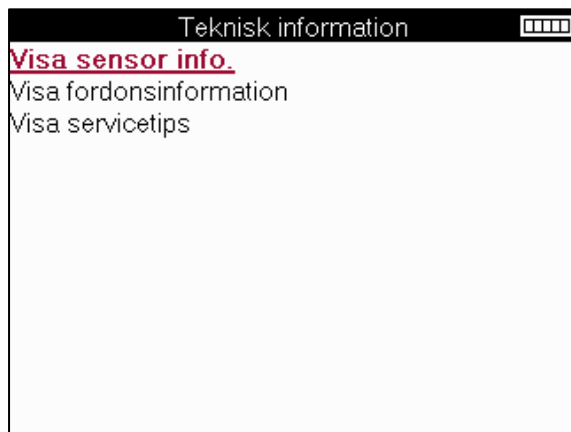 Teknisk information
Visa sensor info.
Visa fordonsinformation
Visa servicetips